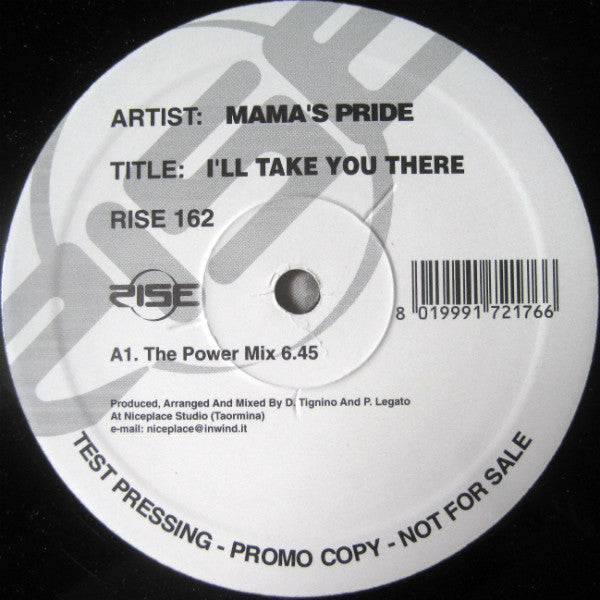 ARTIST: MAMA'S PRIDE
TITLE: I'LL TAKE YOU THERE
RISE 162
RISE
8 019991 721766
A1. The Power Mix 6.45
Produced, Arranged And Mixed By D. Tignino And P. Legato
At Niceplace Studio (Taormina)
e-mail: niceplace@inwind.it
TEST PRESSING - PROMO COPY - NOT FOR SALE